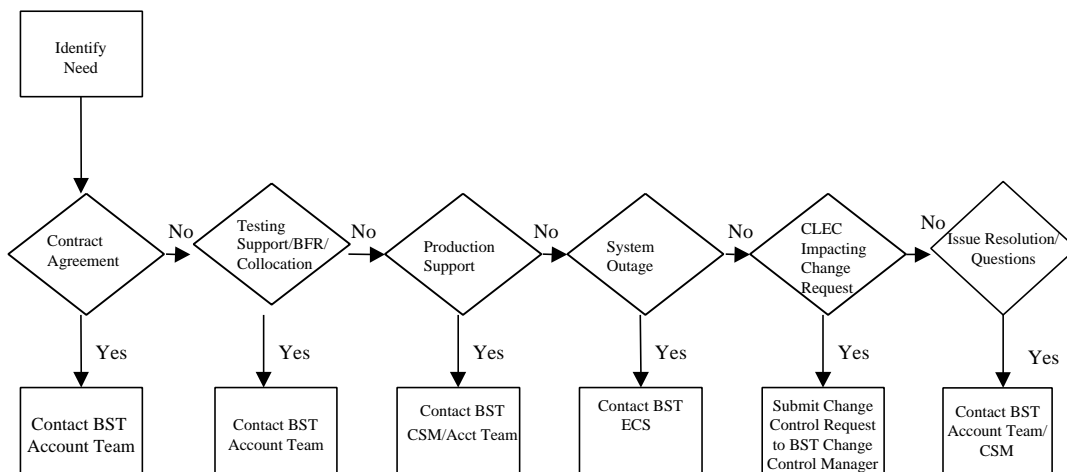 Identify
Need
Contract
Agreement
No
Testing
Support/BFR/
Collocation
No
Production
Support
No
System
Outage
No
CLEC
Impacting
Change
Request
No
Issue Resolution/
Questions
Yes
Yes
Yes
Yes
Yes
Yes
Contact BST
Account Team
Contact BST
Account Team
Contact BST
CSM/Acct Team
Contact BST
ECS
Submit Change
Control Request
to BST Change
Control Manager
Contact BST
Account Team/
CSM